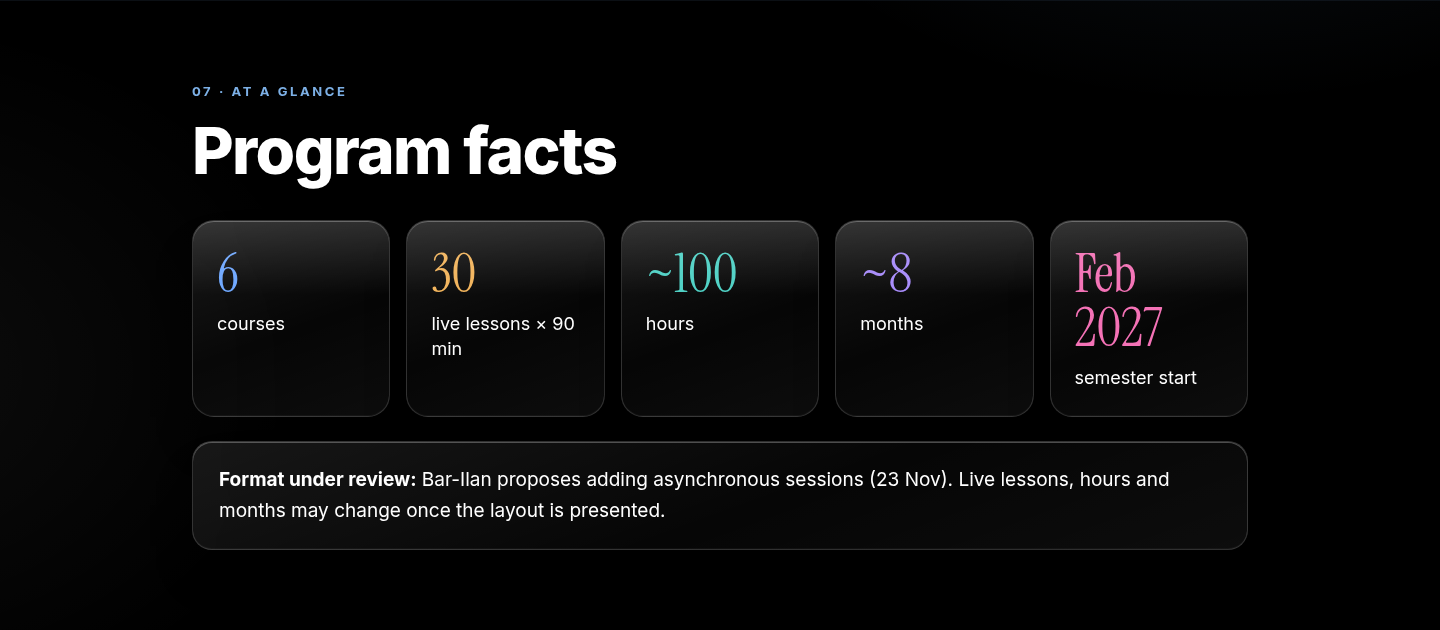 07 · AT A GLANCE
Program facts
6
courses
30
live lessons × 90
min
~100
hours
~8
months
Feb
2027
semester start
Format under review: Bar-Ilan proposes adding asynchronous sessions (23 Nov). Live lessons, hours and
months may change once the layout is presented.